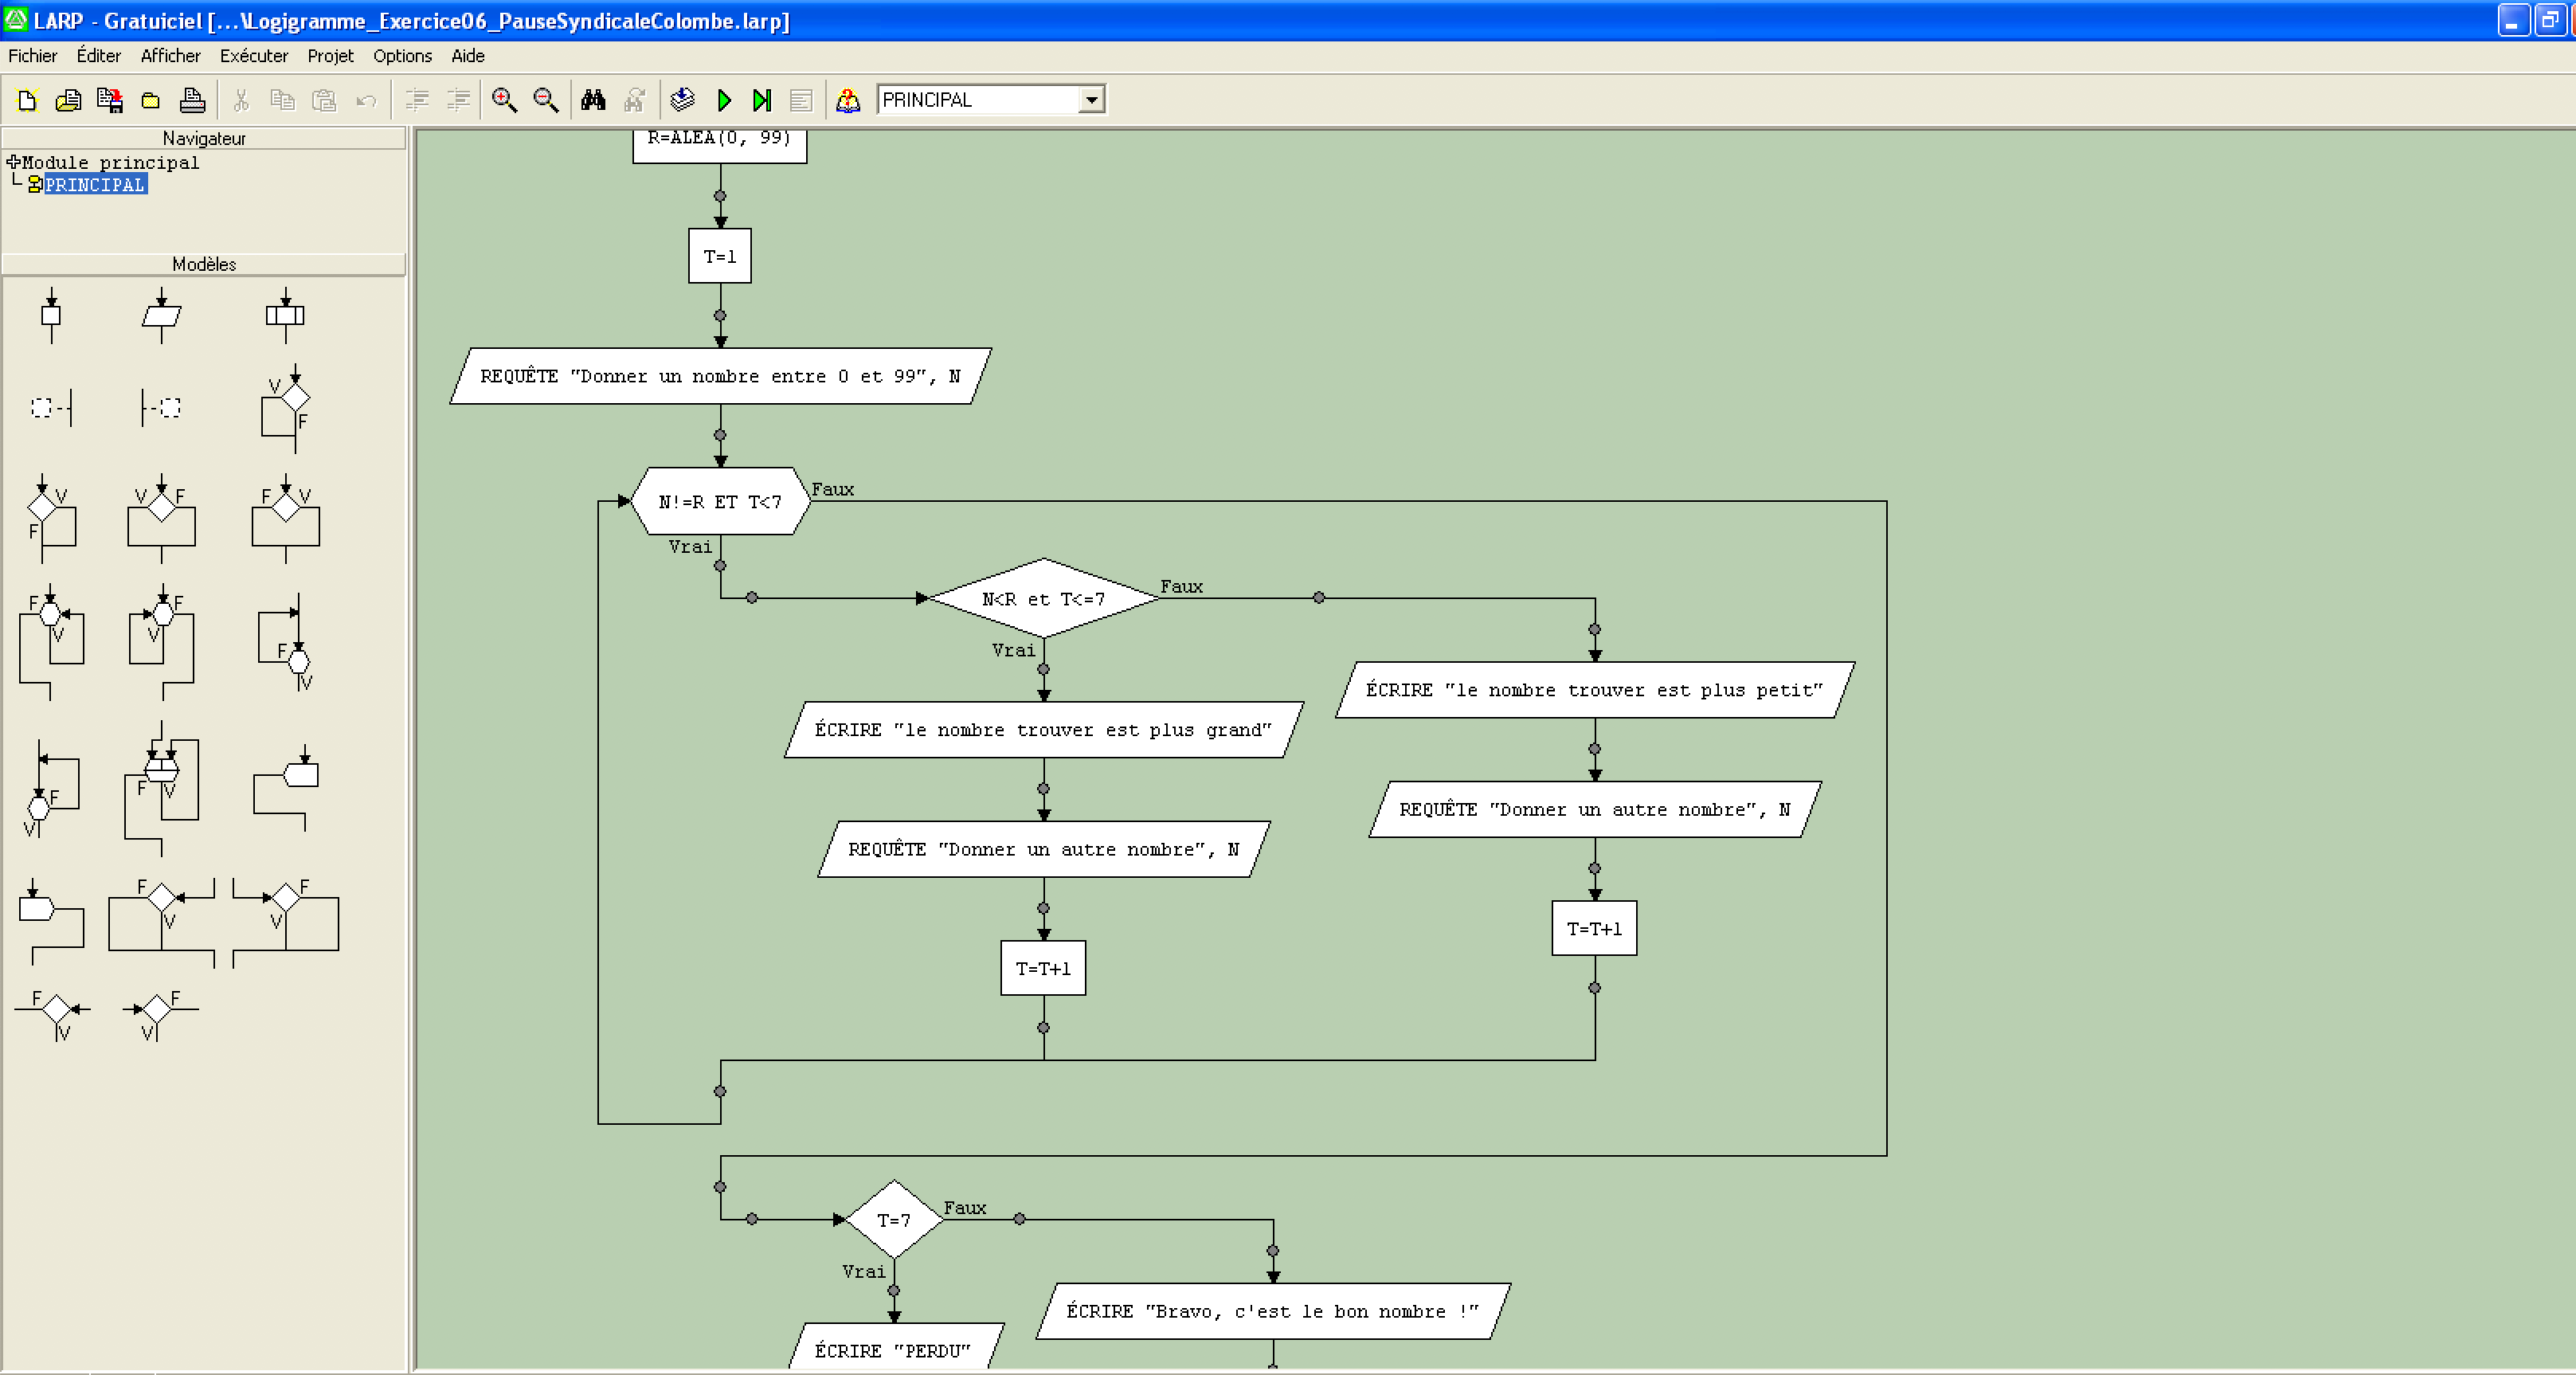 LARP - Gratuiciel [...\Logigramme_Exercice06_PauseSyndicaleColombe.larp]
Fichier Éditer Afficher Exécuter Projet Options Aide
PRINCIPAL
Navigateur
Module principal
PRINCIPAL
Modèles
V
F
V
F
V F
F V
F
V
F
V
F
V
F
V
F
V
F
V
F
V
F
V
F
V
R=ALEA(0, 99)
T=1
REQUÊTE "Donner un nombre entre 0 et 99", N
N!=R ET T<7
Faux
Vrai
N<R et T<=7
Faux
Vrai
ÉCRIRE "le nombre trouver est plus petit"
ÉCRIRE "le nombre trouver est plus grand"
REQUÊTE "Donner un autre nombre", N
REQUÊTE "Donner un autre nombre", N
T=T+1
T=T+1
T=7
Faux
Vrai
ÉCRIRE "Bravo, c'est le bon nombre !"
ÉCRIRE "PERDU"